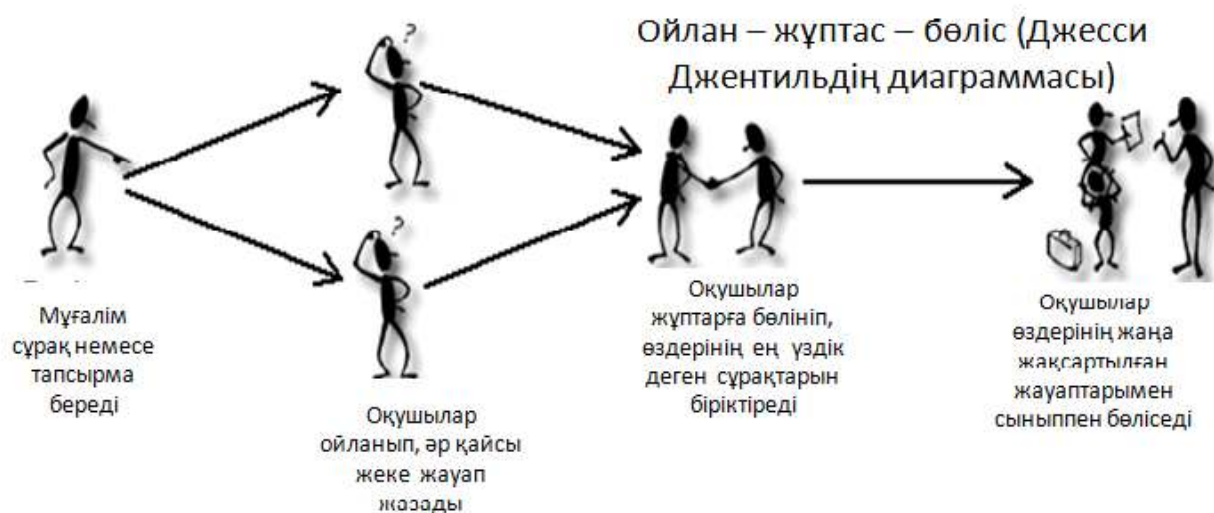 Ойлан – жұптас – бөліс (Джесси
Джентильдің диаграммасы)
?
?
Мұғалім
сұрақ немесе
тапсырма
береді
Оқушылар
ойланып, әр қайсы
жеке жауап
жазады
Оқушылар
жұптарға бөлініп,
өздерінің ең үздік
деген сұрақтарын
біріктіреді
Оқушылар
өздерінің жаңа
жақсартылған
жауаптарымен
сыныппен бөліседі